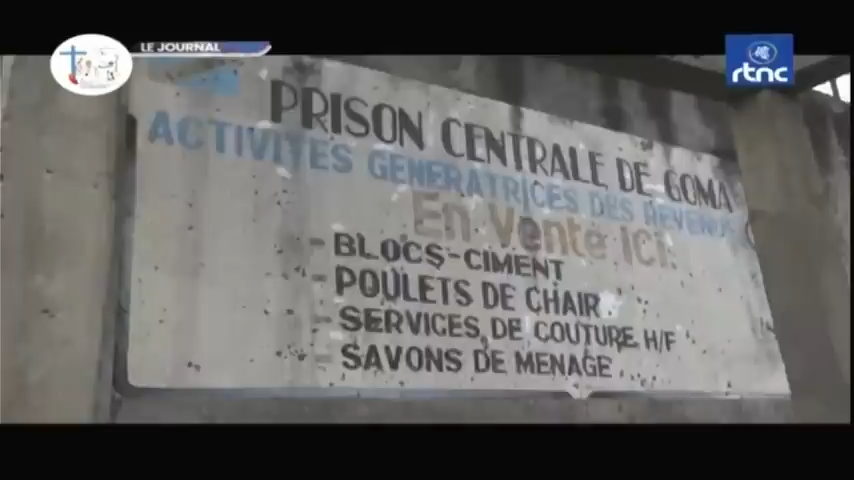 LE JOURNAL
rtnc
PRISON CENTRALE DE GOMA
ACTIVITES GENERATRICES DES REVENUS
En Vente ICI:
- BLOCS-CIMENT
- POULETS DE CHAIR
- SERVICES DE COUTURE H/F
- SAVONS DE MENAGE